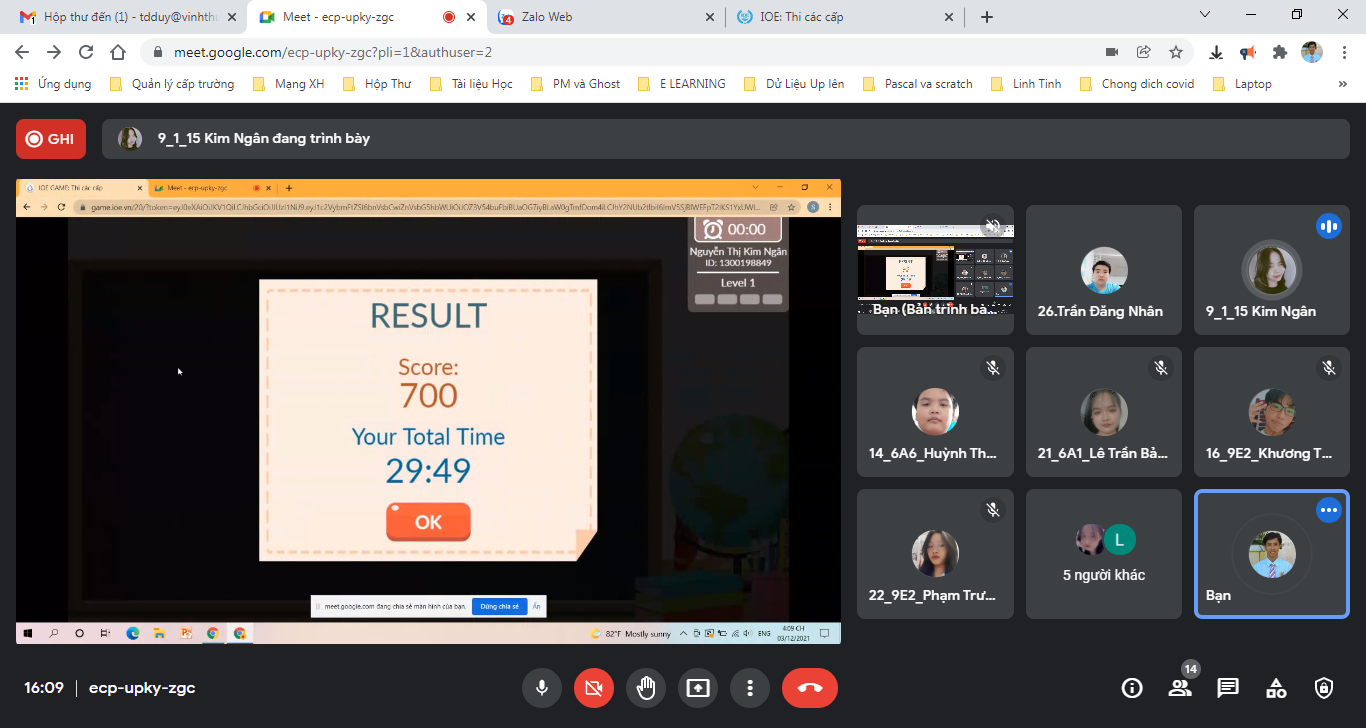 Hộp thư đến (1) - tdduy@vinhth
Meet - ecp-upky-zgc
Zalo Web
IOE: Thi các cấp
meet.google.com/ecp-upky-zgc?pli=1&authuser=2
Ứng dụng
Quản lý cấp trường
Mạng XH
Hộp Thư
Tài liệu Học
PM và Ghost
E LEARNING
Dử Liệu Up lên
Pascal va scratch
Linh Tinh
Chong dich covid
Laptop
»
GHI
9_1_15 Kim Ngân đang trình bày
IOE GAME: Thi các cấp
Meet - ecp-upky-zgc
00:00
Nguyễn Thị Kim Ngân
ID: 1300198849
Level 1
RESULT
Score:
700
Your Total Time
29:49
OK
meet.google.com đang chia sẻ màn hình của bạn.
Dừng chia sẻ
Ẩn
82°F Mostly sunny
ENG
4:09 CH
03/12/2021
Bạn (Bản trình bà...
26.Trần Đăng Nhân
9_1_15 Kim Ngân
14_6A6_Huỳnh Th...
21_6A1_Lê Trần Bả...
16_9E2_Khương T...
22_9E2_Phạm Trư...
L
5 người khác
Bạn
16:09 | ecp-upky-zgc
14